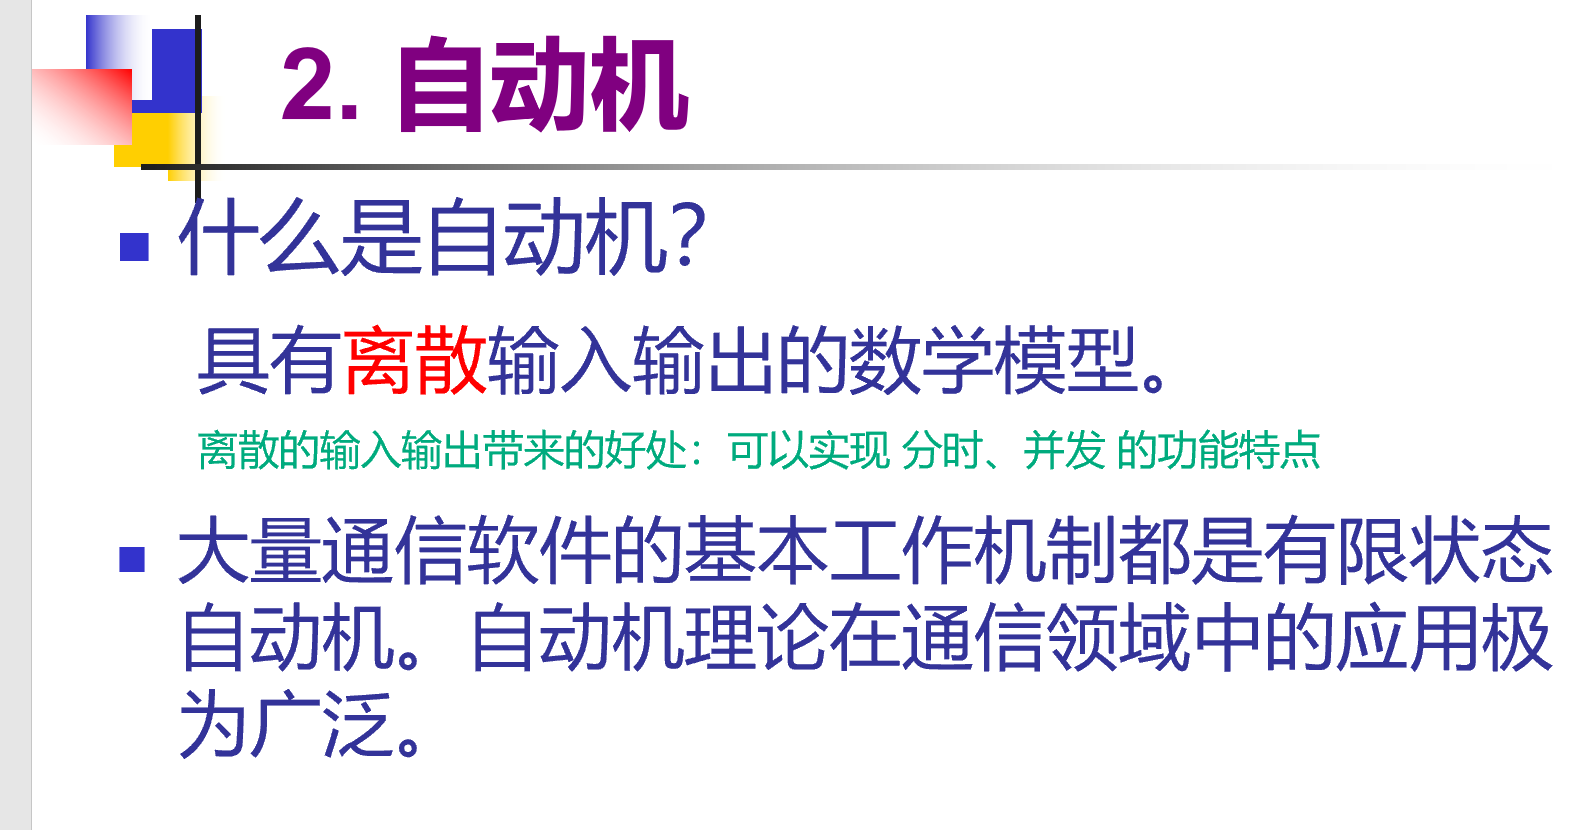 2. 自动机
什么是自动机？
具有离散输入输出的数学模型。
离散的输入输出带来的好处：可以实现 分时、并发 的功能特点
大量通信软件的基本工作机制都是有限状态
自动机。自动机理论在通信领域中的应用极
为广泛。